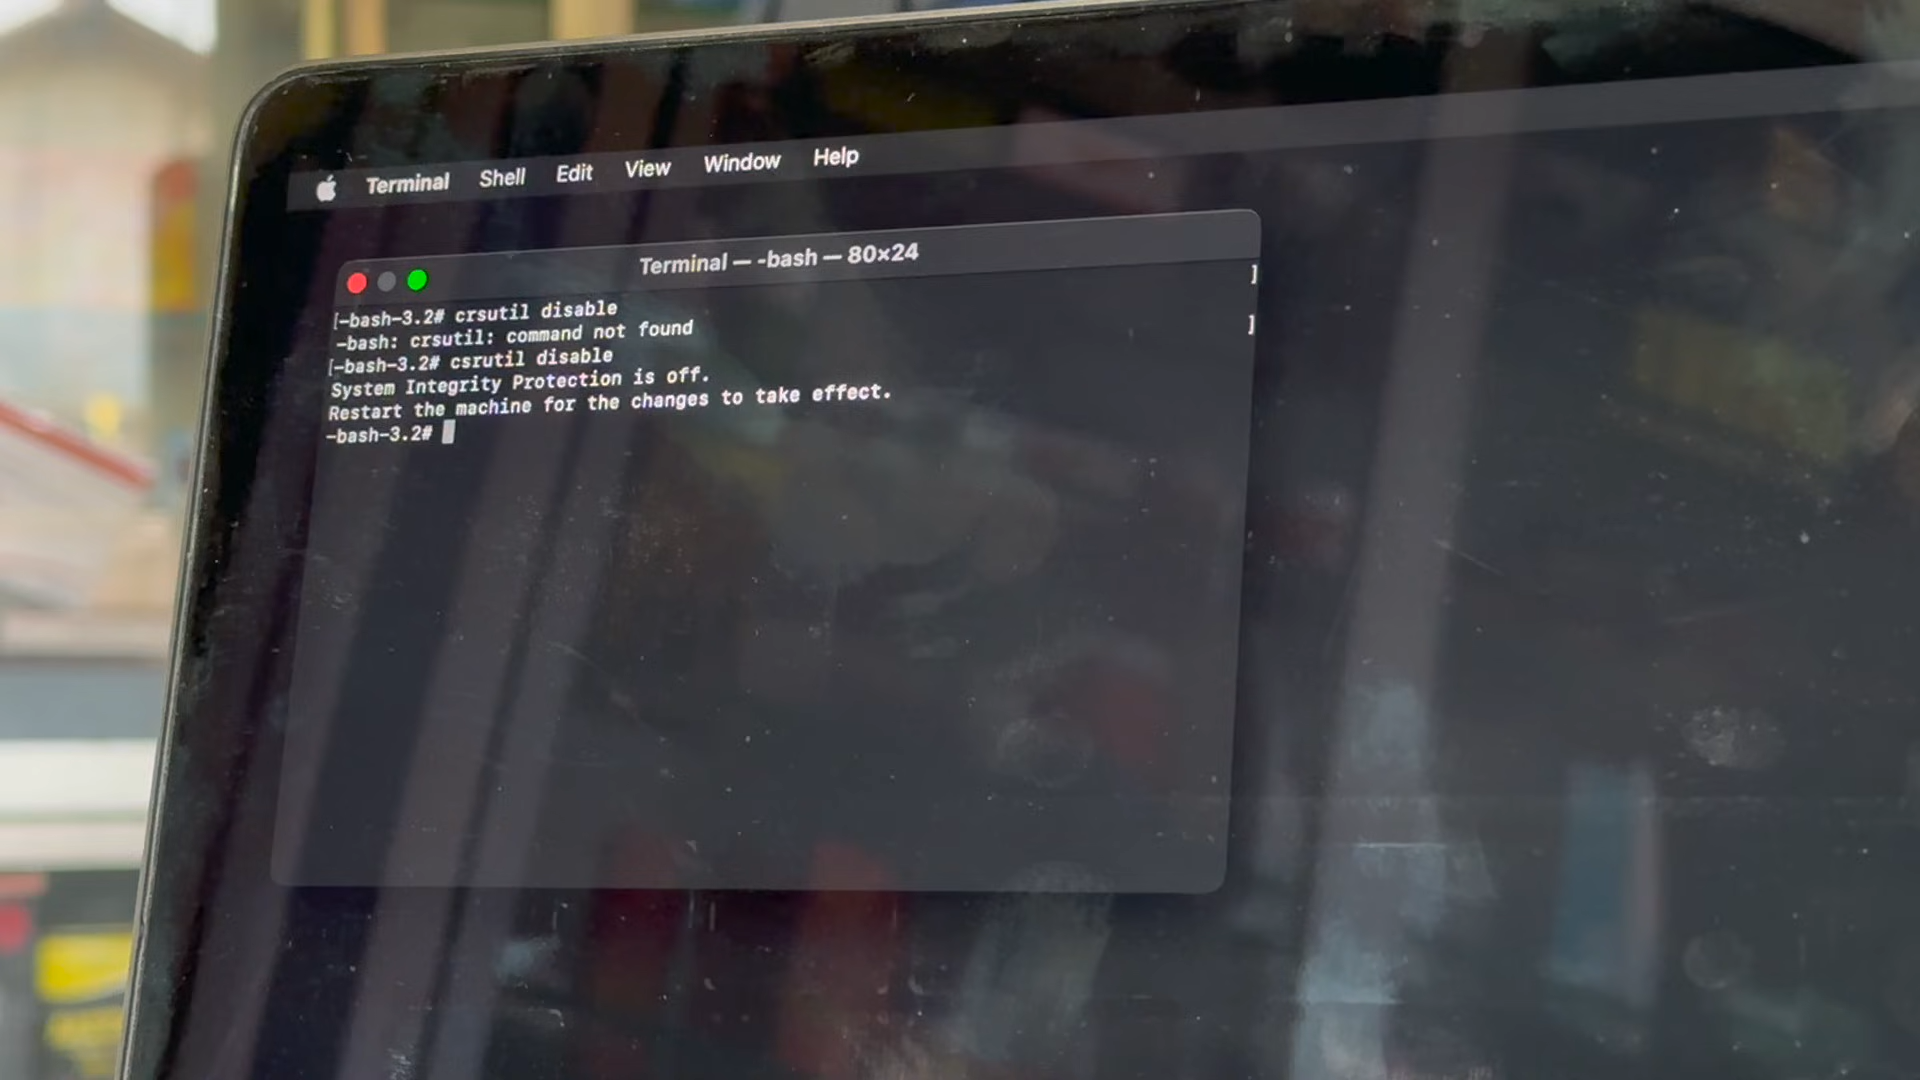 Terminal Shell Edit View Window Help
Terminal — -bash — 80×24
[-bash-3.2# crsutil disable ]
-bash: crsutil: command not found
[-bash-3.2# csrutil disable ]
System Integrity Protection is off.
Restart the machine for the changes to take effect.
-bash-3.2#